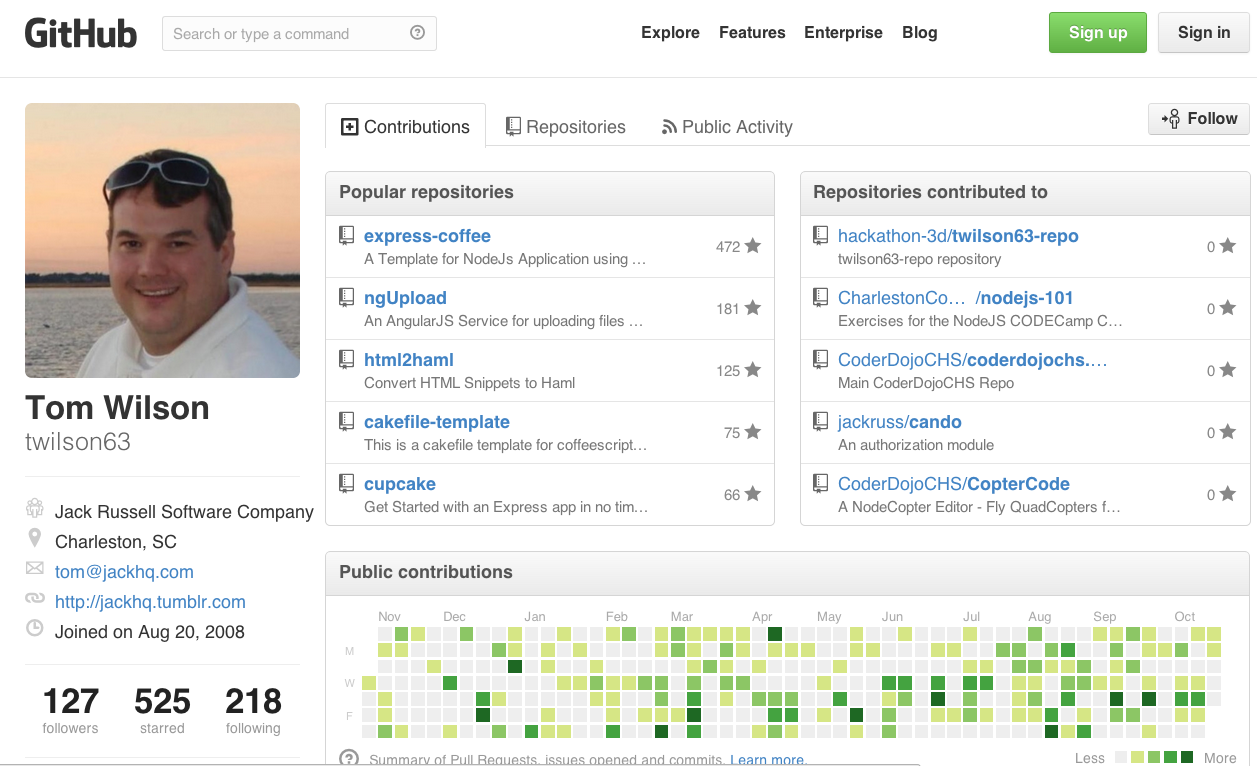 GitHub
Search or type a command
Explore Features Enterprise Blog
Sign up
Sign in
Contributions
Repositories
Public Activity
Follow
Tom Wilson
twilson63
Jack Russell Software Company
Charleston, SC
tom@jackhq.com
http://jackhq.tumblr.com
Joined on Aug 20, 2008
127 525 218
followers starred following
Popular repositories
express-coffee
A Template for NodeJs Application using …
472
ngUpload
An AngularJS Service for uploading files …
181
html2haml
Convert HTML Snippets to Haml
125
cakefile-template
This is a cakefile template for coffeescript…
75
cupcake
Get Started with an Express app in no tim…
66
Repositories contributed to
hackathon-3d/twilson63-repo
twilson63-repo repository
0
CharlestonCo… /nodejs-101
Exercises for the NodeJS CODECamp C…
0
CoderDojoCHS/coderdojochs.…
Main CoderDojoCHS Repo
0
jackruss/cando
An authorization module
0
CoderDojoCHS/CopterCode
A NodeCopter Editor - Fly QuadCopters f…
0
Public contributions
Nov Dec Jan Feb Mar Apr May Jun Jul Aug Sep Oct
M
W
F
Summary of Pull Requests, issues opened and commits. Learn more.
Less More